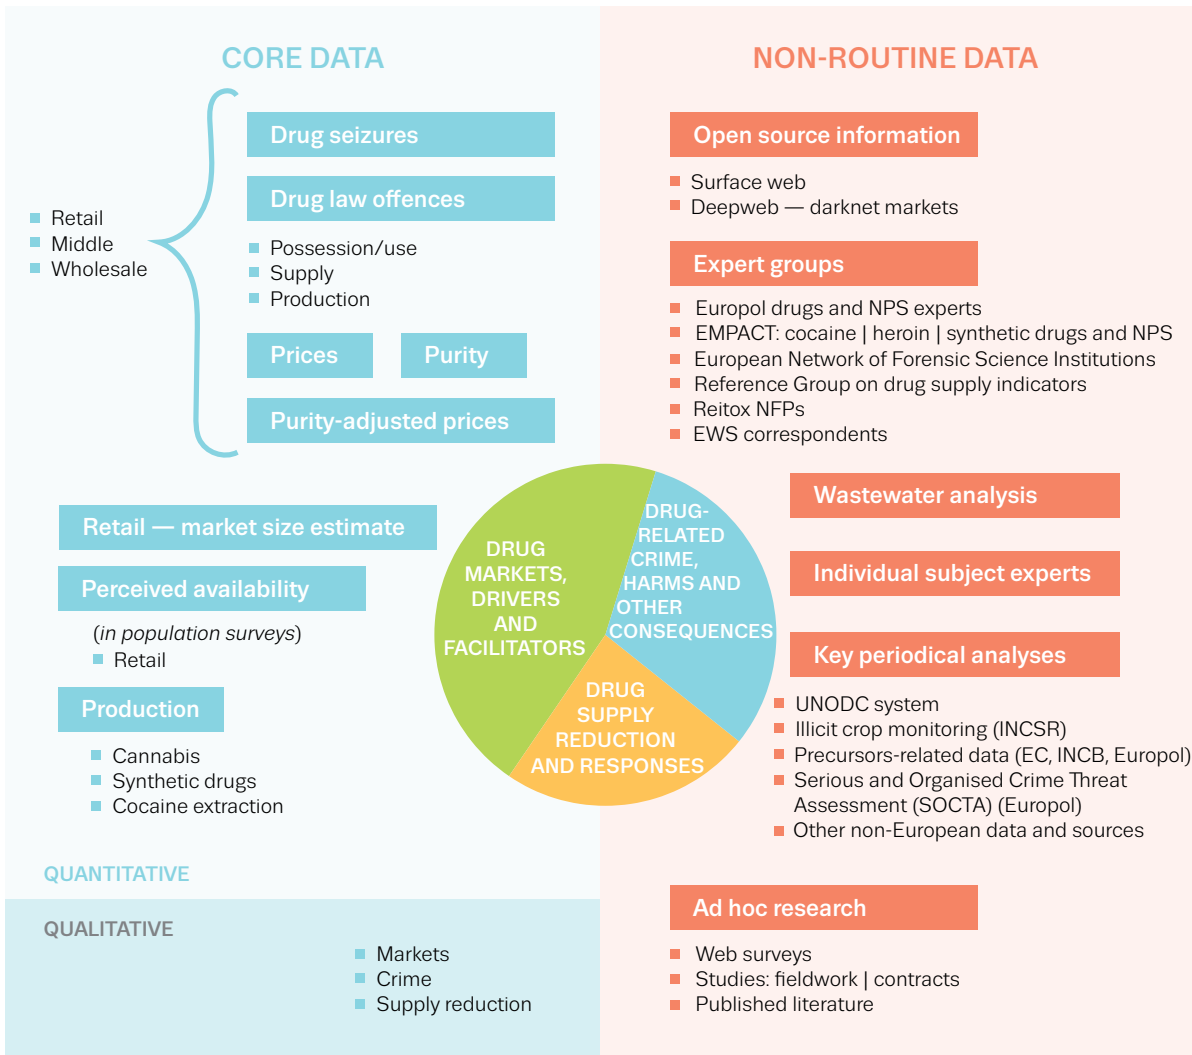 CORE DATA
Drug seizures
Drug law offences
Retail
Middle
Wholesale
Possession/use
Supply
Production
Prices
Purity
Purity-adjusted prices
Retail — market size estimate
Perceived availability
(in population surveys)
Retail
Production
Cannabis
Synthetic drugs
Cocaine extraction
QUANTITATIVE
QUALITATIVE
Markets
Crime
Supply reduction
DRUG
MARKETS,
DRIVERS
AND
FACILITATORS
DRUG-
RELATED
CRIME,
HARMS AND
OTHER
CONSEQUENCES
DRUG
SUPPLY
REDUCTION
AND RESPONSES
NON-ROUTINE DATA
Open source information
Surface web
Deepweb — darknet markets
Expert groups
Europol drugs and NPS experts
EMPACT: cocaine | heroin | synthetic drugs and NPS
European Network of Forensic Science Institutions
Reference Group on drug supply indicators
Reitox NFPs
EWS correspondents
Wastewater analysis
Individual subject experts
Key periodical analyses
UNODC system
Illicit crop monitoring (INCSR)
Precursors-related data (EC, INCB, Europol)
Serious and Organised Crime Threat
Assessment (SOCTA) (Europol)
Other non-European data and sources
Ad hoc research
Web surveys
Studies: fieldwork | contracts
Published literature